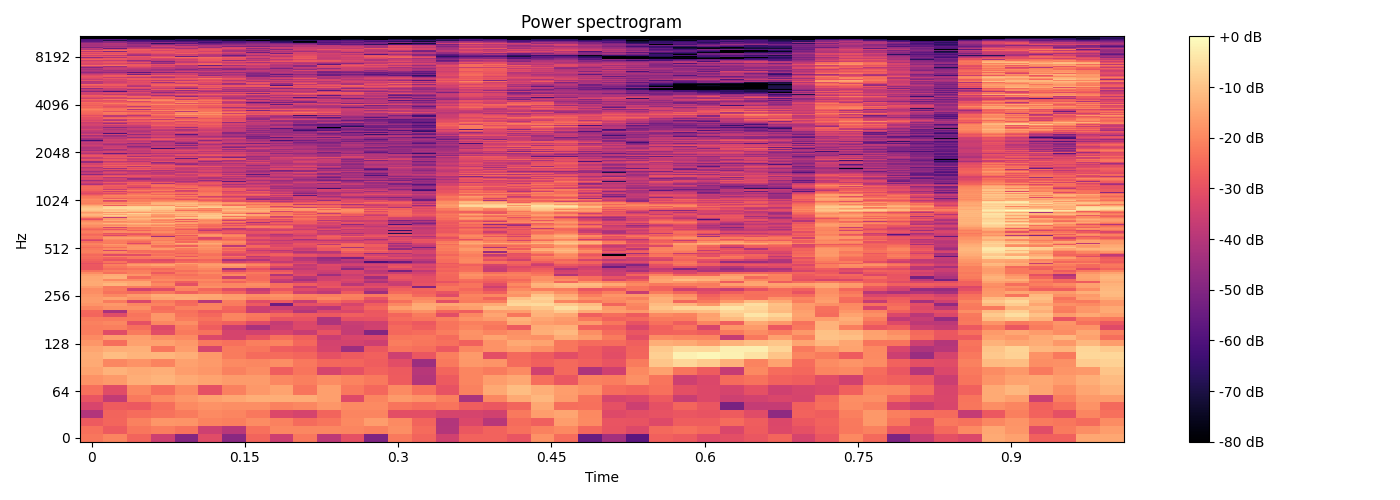 Power spectrogram
8192
4096
2048
1024
512
256
128
64
0
Hz
0 0.15 0.3 0.45 0.6 0.75 0.9
Time
+0 dB
-10 dB
-20 dB
-30 dB
-40 dB
-50 dB
-60 dB
-70 dB
-80 dB